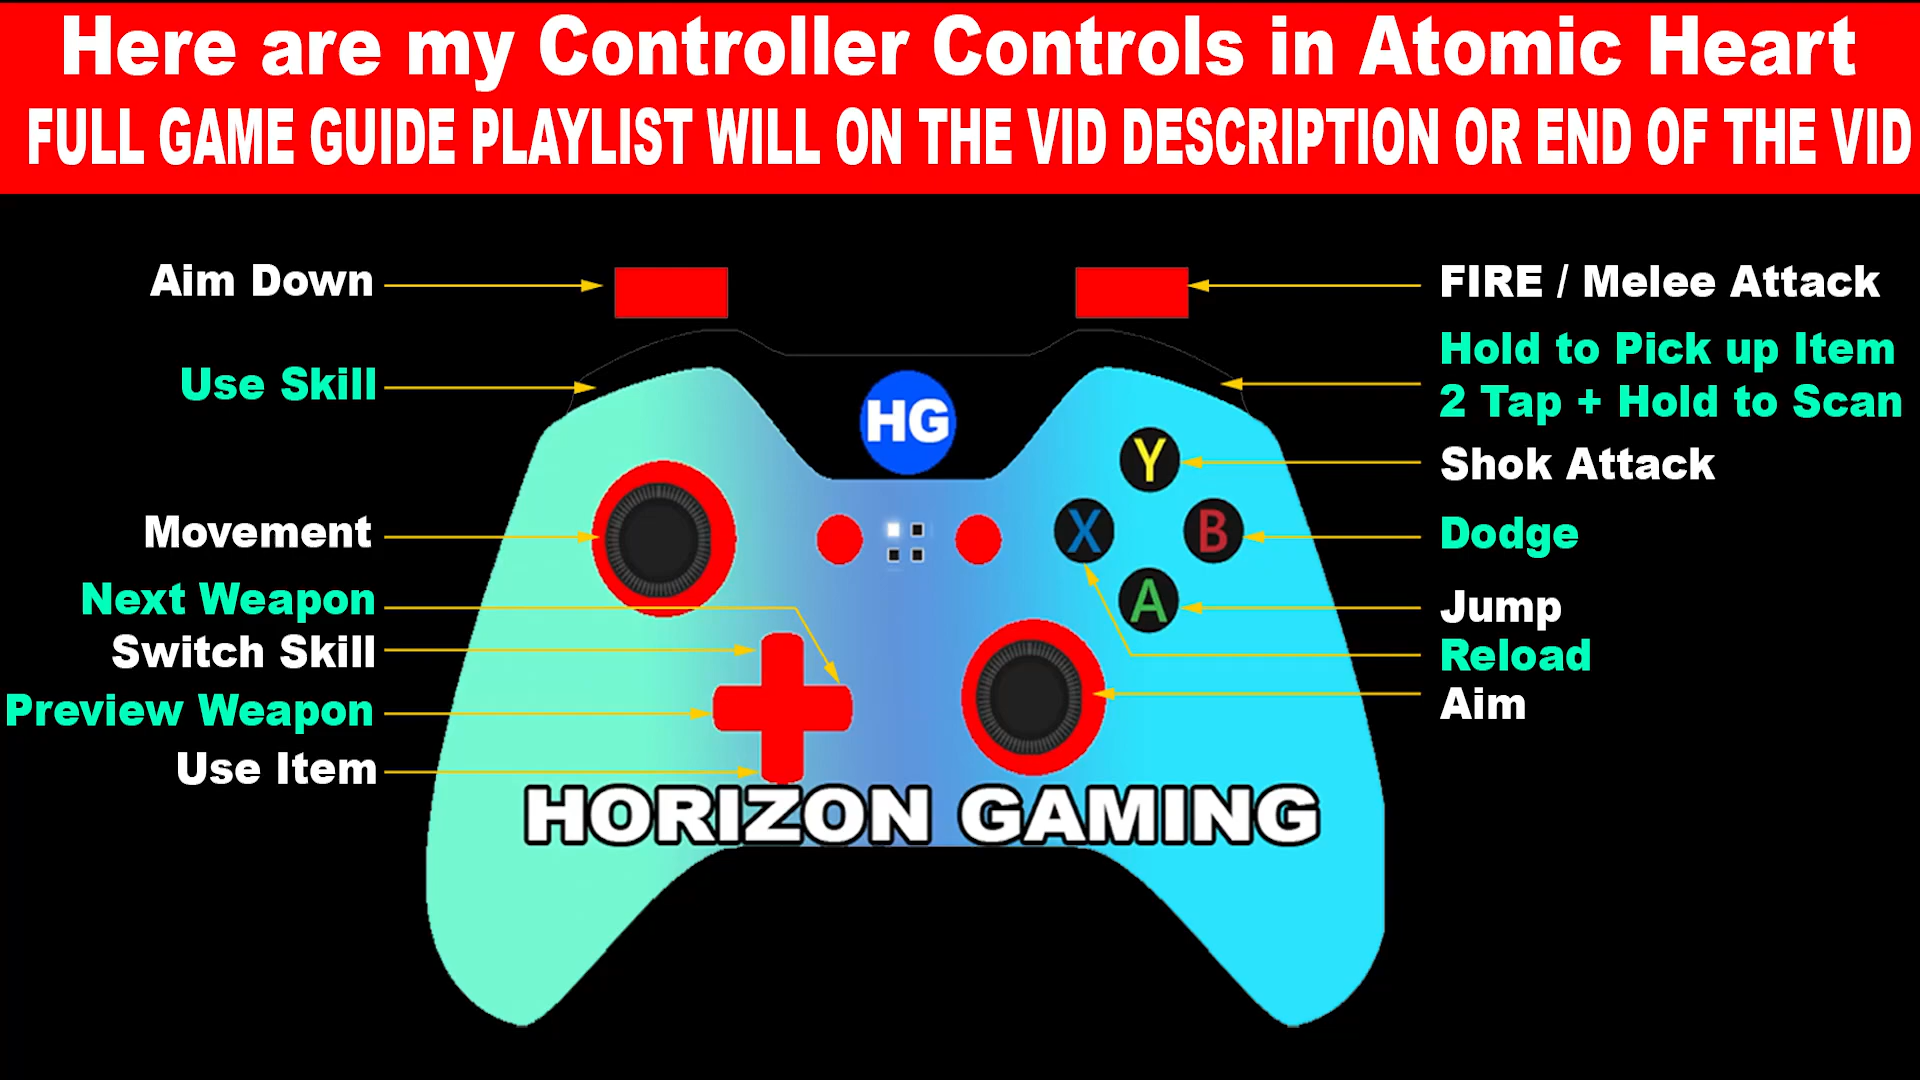 Here are my Controller Controls in Atomic Heart
FULL GAME GUIDE PLAYLIST WILL ON THE VID DESCRIPTION OR END OF THE VID
Aim Down
Use Skill
Movement
Next Weapon
Switch Skill
Preview Weapon
Use Item
HG
Y
X
B
A
FIRE / Melee Attack
Hold to Pick up Item
2 Tap + Hold to Scan
Shok Attack
Dodge
Jump
Reload
Aim
HORIZON GAMING